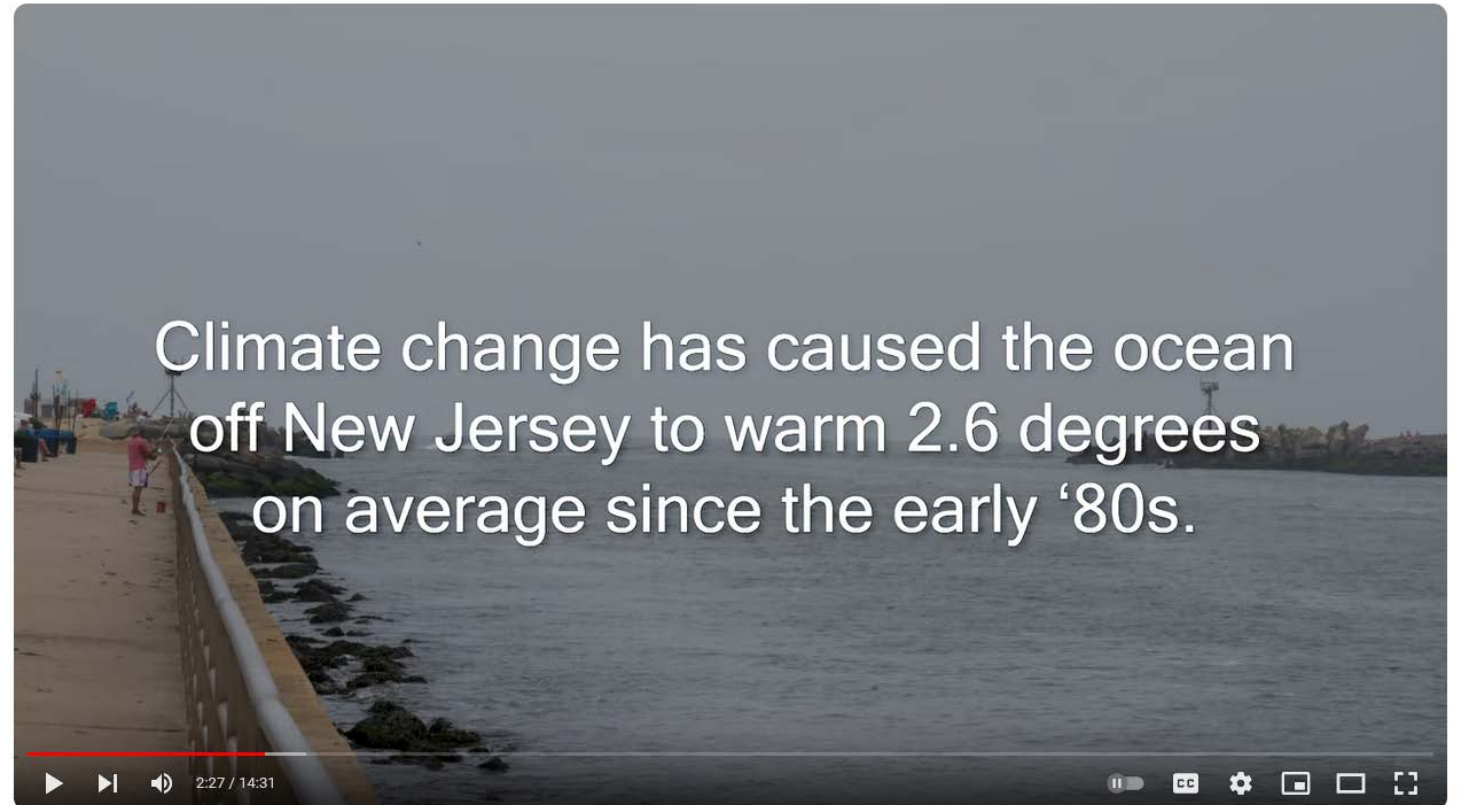 Climate change has caused the ocean
off New Jersey to warm 2.6 degrees
on average since the early ‘80s.
2:27 / 14:31
CC